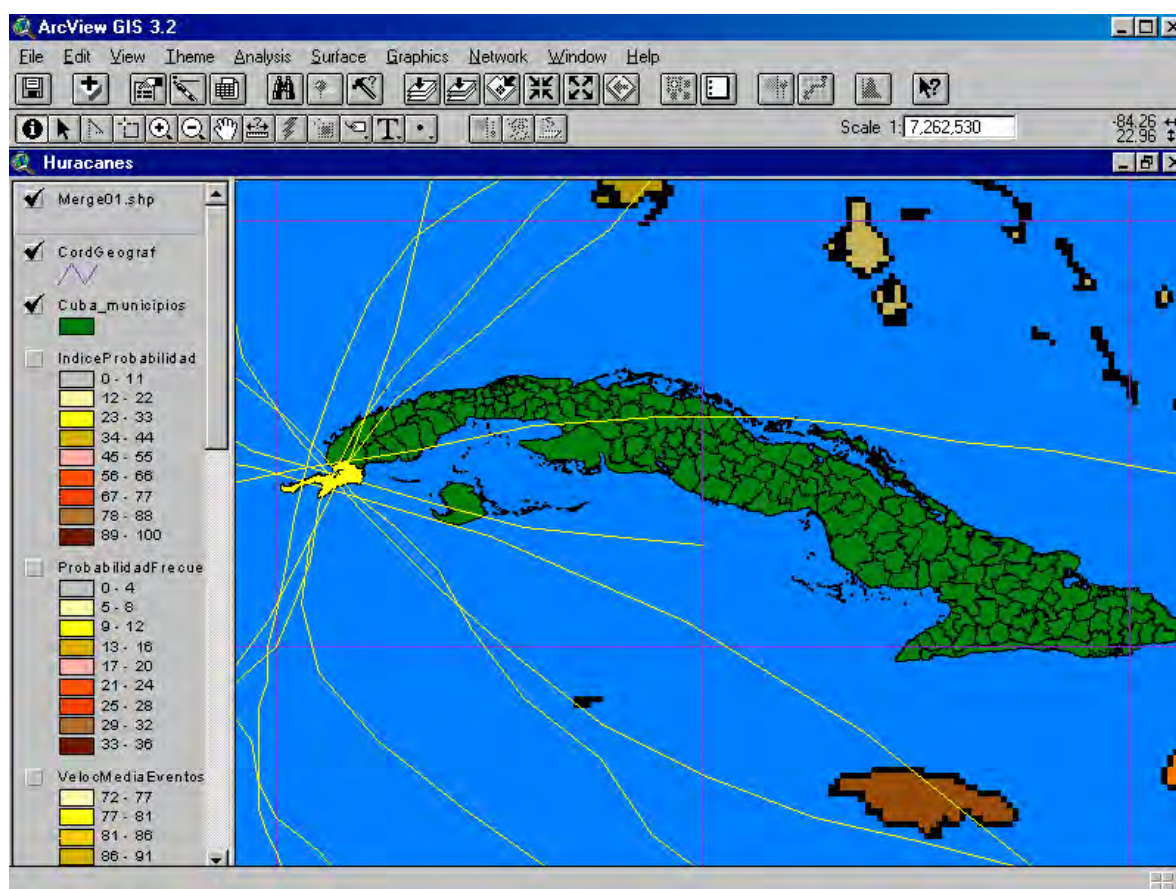 ArcView GIS 3.2
File Edit View Theme Analysis Surface Graphics Network Window Help
Scale 1: 7,262,530
-84.26
22.96
Huracanes
Merge01.shp
CordGeograf
Cuba_municipios
IndiceProbabilidad
0 - 11
12 - 22
23 - 33
34 - 44
45 - 55
56 - 66
67 - 77
78 - 88
89 - 100
ProbabilidadFrecue
0 - 4
5 - 8
9 - 12
13 - 16
17 - 20
21 - 24
25 - 28
29 - 32
33 - 36
VelocMediaEventos
72 - 77
77 - 81
81 - 86
86 - 91